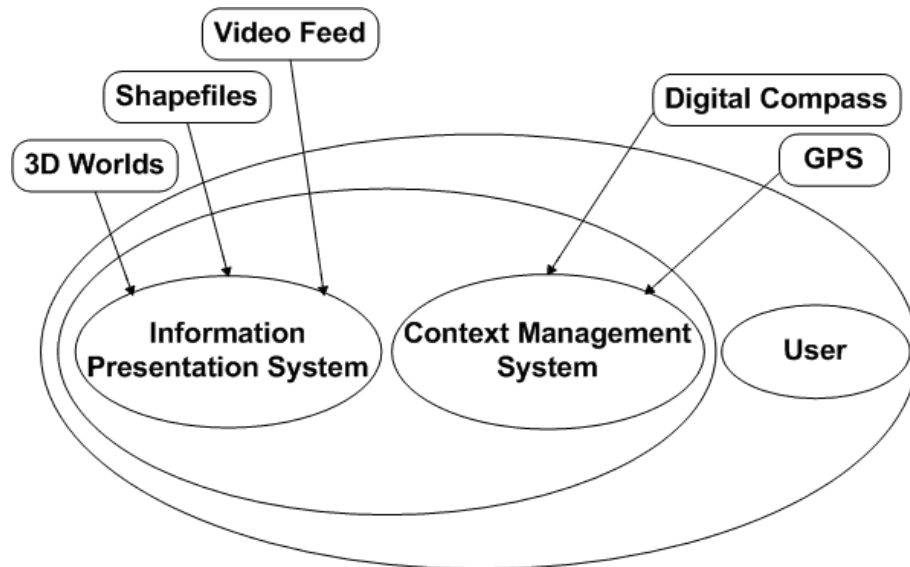 Video Feed
Shapefiles
Digital Compass
3D Worlds
GPS
Information
Presentation System
Context Management
System
User